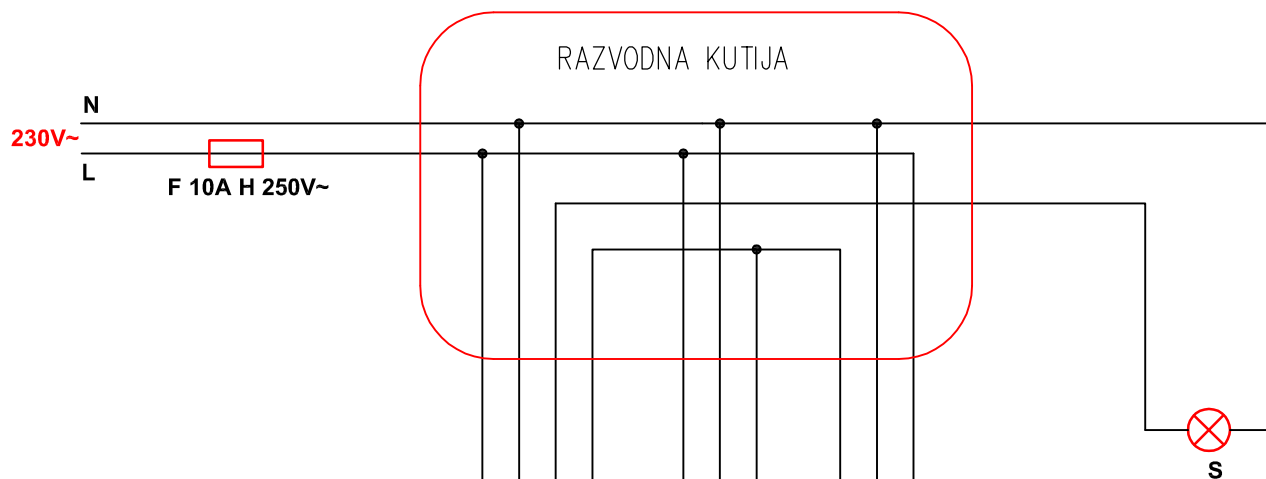 RAZVODNA KUTIJA
N
230V~
L
F 10A H 250V~
S